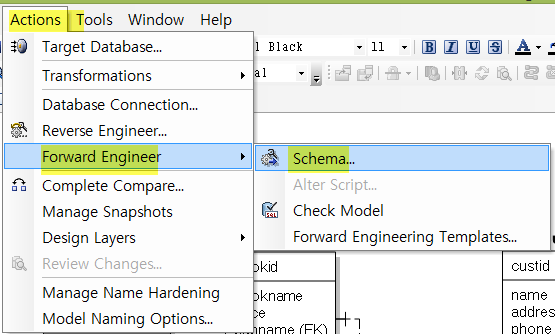 Actions Tools Window Help
Target Database...
l Black 11 B I U S A
Transformations
al
Database Connection...
Reverse Engineer...
Forward Engineer
Schema...
Complete Compare...
Alter Script...
Manage Snapshots
Check Model
Design Layers
Forward Engineering Templates...
Review Changes...
okid
custid
Manage Name Hardening
okname
name
ce
addres
Model Naming Options...
nname (FK)
phone